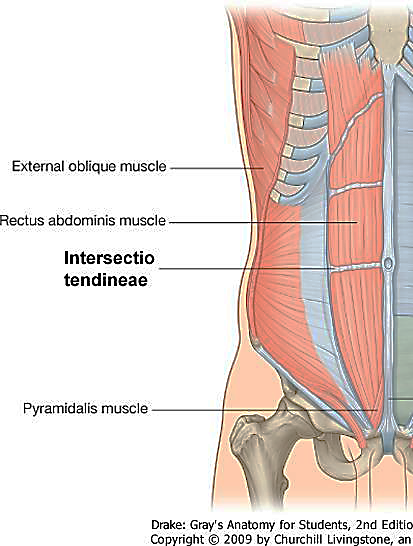 External oblique muscle
Rectus abdominis muscle
Intersectio
tendineae
Pyramidalis muscle
Drake: Gray's Anatomy for Students, 2nd Editio
Copyright © 2009 by Churchill Livingstone, an